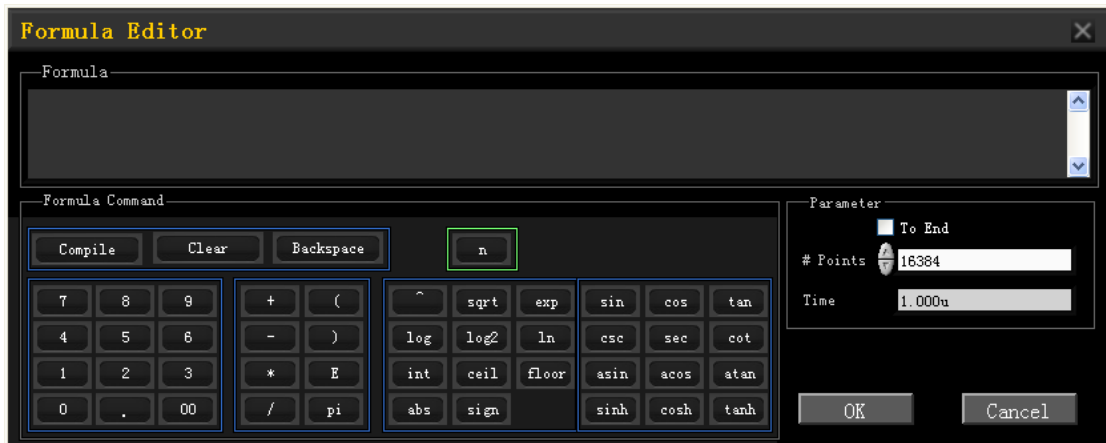 Formula Editor
Formula
Formula Command
Parameter
To End
Compile Clear Backspace n
# Points 16384
7 8 9 + ( ^ sqrt exp sin cos tan
Time 1.000u
4 5 6 - ) log log2 ln csc sec cot
1 2 3 * E int ceil floor asin acos atan
0 . 00 / pi abs sign sinh cosh tanh
OK Cancel